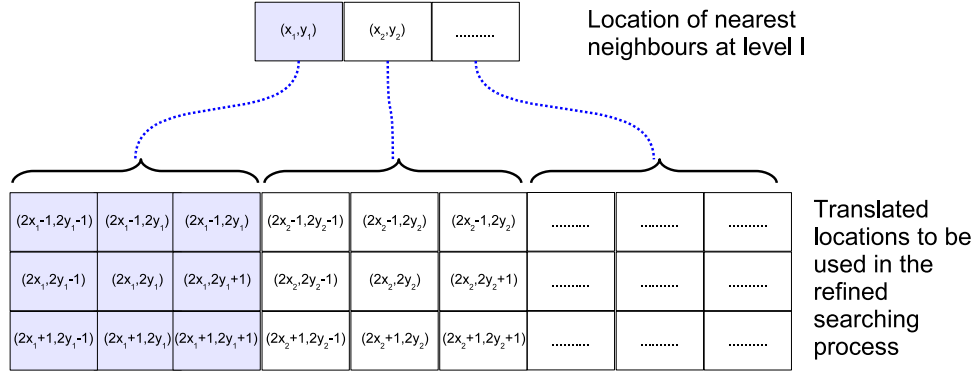 (x₁,y₁) (x₂,y₂) ..........
Location of nearest
neighbours at level I
(2x₁-1,2y₁-1) (2x₁-1,2y₁) (2x₁-1,2y₁) (2x₂-1,2y₂-1) (2x₂-1,2y₂) (2x₂-1,2y₂) .......... .......... ..........
(2x₁,2y₁-1) (2x₁,2y₁) (2x₁,2y₁+1) (2x₂,2y₂-1) (2x₂,2y₂) (2x₂,2y₂+1) .......... .......... ..........
(2x₁+1,2y₁-1) (2x₁+1,2y₁) (2x₁+1,2y₁+1) (2x₂+1,2y₂-1) (2x₂+1,2y₂) (2x₂+1,2y₂+1) .......... .......... ..........
Translated
locations to be
used in the
refined
searching
process